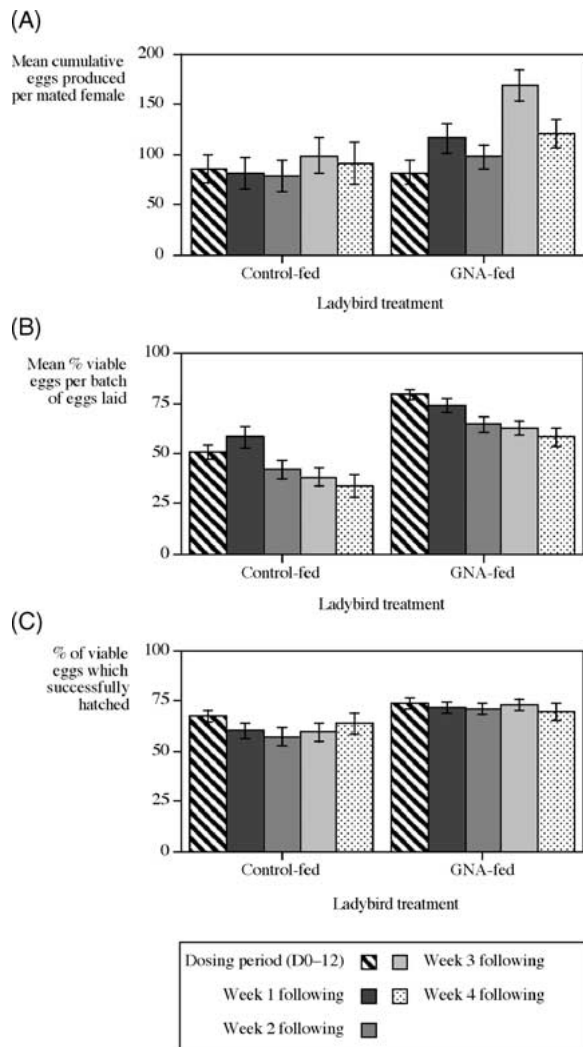 (A)
Mean cumulative
eggs produced
per mated female
200
150
100
50
0
Control-fed
GNA-fed
Ladybird treatment
(B)
Mean % viable
eggs per batch
of eggs laid
100
75
50
25
0
Control-fed
GNA-fed
Ladybird treatment
(C)
% of viable
eggs which
successfully
hatched
100
75
50
25
0
Control-fed
GNA-fed
Ladybird treatment
Dosing period (D0–12)
Week 3 following
Week 1 following
Week 4 following
Week 2 following